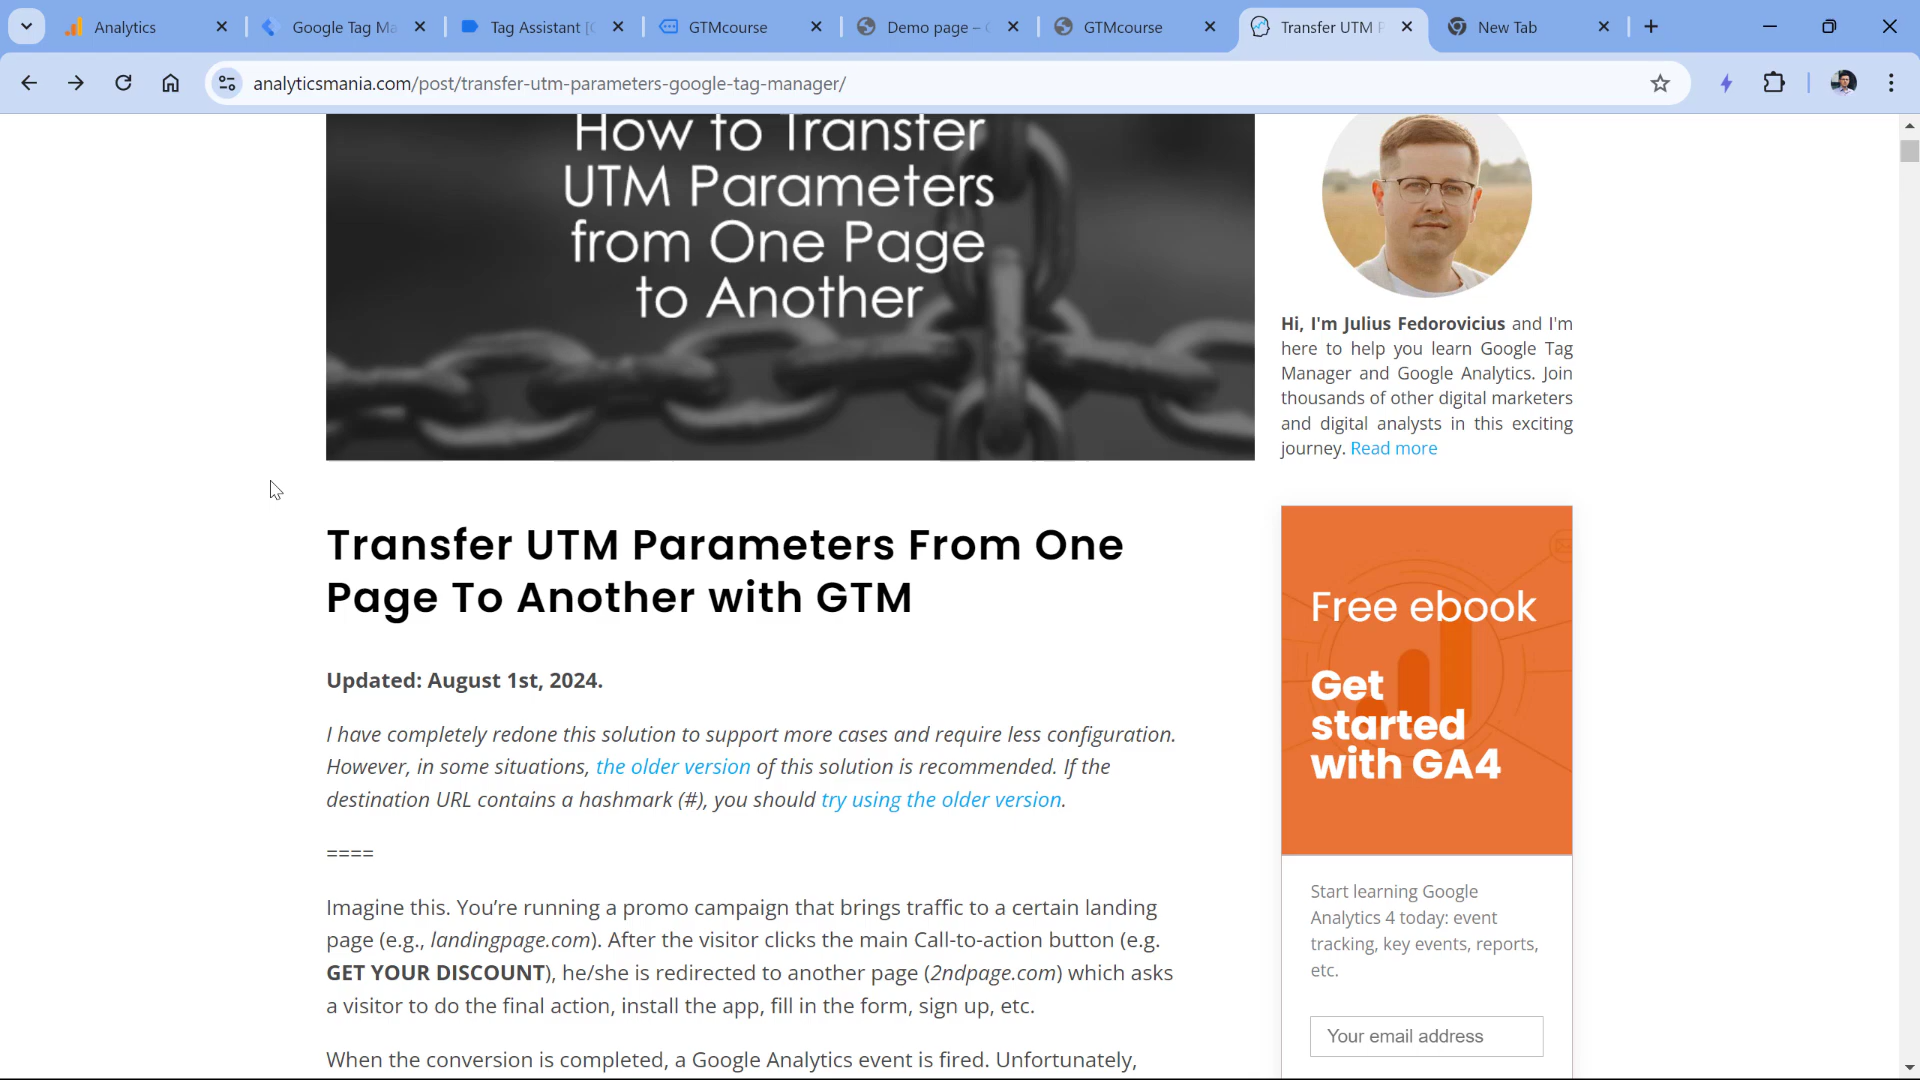 Analytics
Google Tag Ma
Tag Assistant [
GTMcourse
Demo page –
GTMcourse
Transfer UTM P
New Tab
analyticsmania.com/post/transfer-utm-parameters-google-tag-manager/
How to Transfer
UTM Parameters
from One Page
to Another
Hi, I'm Julius Fedorovicius and I'm
here to help you learn Google Tag
Manager and Google Analytics. Join
thousands of other digital marketers
and digital analysts in this exciting
journey. Read more
Transfer UTM Parameters From One
Page To Another with GTM
Updated: August 1st, 2024.
I have completely redone this solution to support more cases and require less configuration.
However, in some situations, the older version of this solution is recommended. If the
destination URL contains a hashmark (#), you should try using the older version.
====
Imagine this. You’re running a promo campaign that brings traffic to a certain landing
page (e.g., landingpage.com). After the visitor clicks the main Call-to-action button (e.g.
GET YOUR DISCOUNT), he/she is redirected to another page (2ndpage.com) which asks
a visitor to do the final action, install the app, fill in the form, sign up, etc.
When the conversion is completed, a Google Analytics event is fired. Unfortunately,
Free ebook
Get
started
with GA4
Start learning Google
Analytics 4 today: event
tracking, key events, reports,
etc.
Your email address